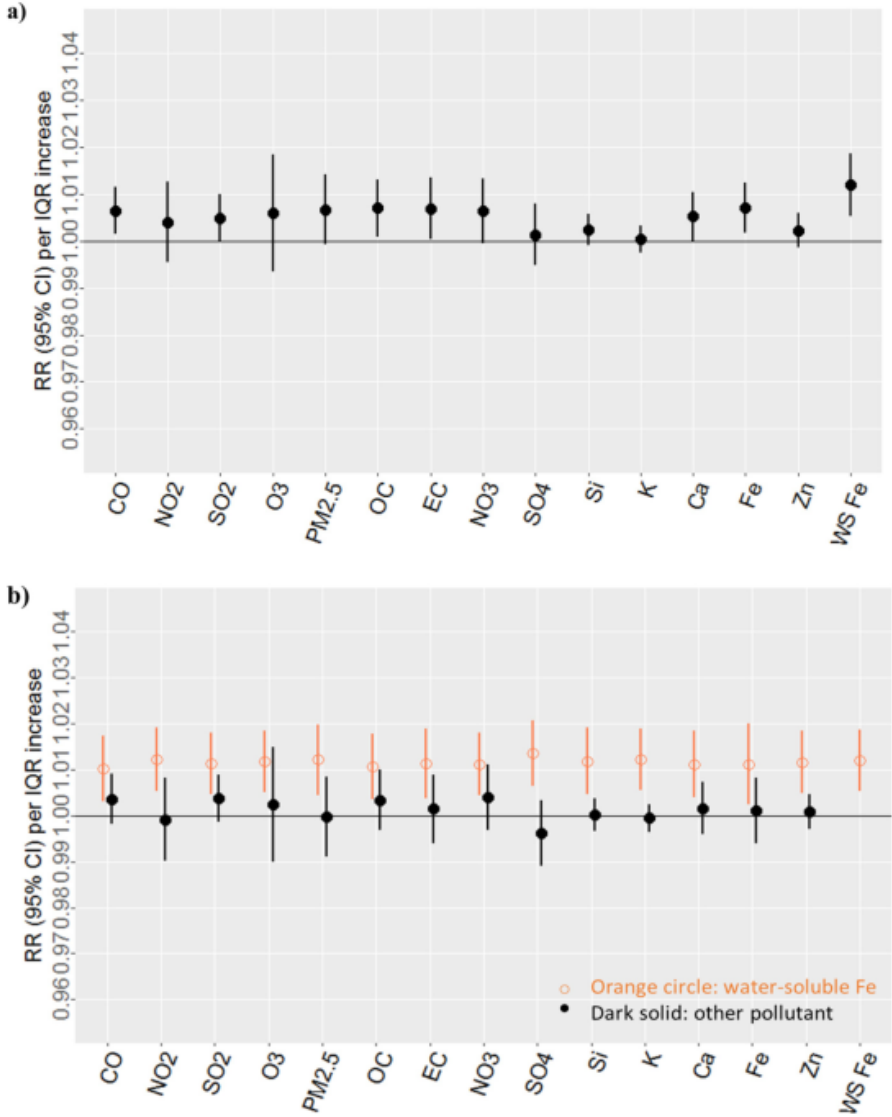 a)
RR (95% CI) per IQR increase
1.04
1.03
1.02
1.01
1.00
0.99
0.98
0.97
0.96
CO NO2 SO2 O3 PM2.5 OC EC NO3 SO4 Si K Ca Fe Zn WS Fe
b)
RR (95% CI) per IQR increase
1.04
1.03
1.02
1.01
1.00
0.99
0.98
0.97
0.96
Orange circle: water-soluble Fe
Dark solid: other pollutant
CO NO2 SO2 O3 PM2.5 OC EC NO3 SO4 Si K Ca Fe Zn WS Fe